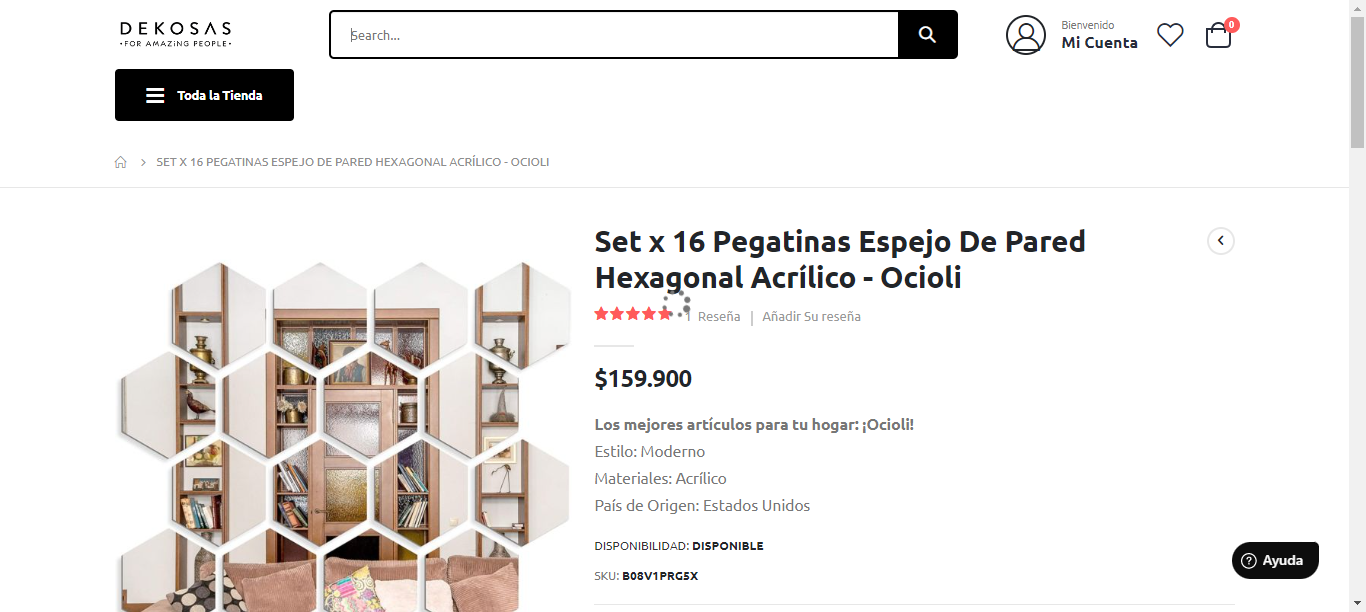 DEKOSAS
•FOR AMAZING PEOPLE•
Search...
Bienvenido
Mi Cuenta
0
Toda la Tienda
SET X 16 PEGATINAS ESPEJO DE PARED HEXAGONAL ACRÍLICO - OCIOLI
Set x 16 Pegatinas Espejo De Pared
Hexagonal Acrílico - Ocioli
1 Reseña | Añadir Su reseña
$159.900
Los mejores artículos para tu hogar: ¡Ocioli!
Estilo: Moderno
Materiales: Acrílico
País de Origen: Estados Unidos
DISPONIBILIDAD: DISPONIBLE
SKU: B08V1PRG5X
Ayuda